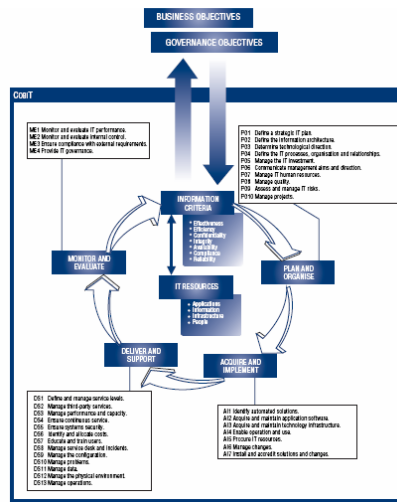 BUSINESS OBJECTIVES
GOVERNANCE OBJECTIVES
COBIT
ME1 Monitor and evaluate IT performance.
ME2 Monitor and evaluate internal control.
ME3 Ensure compliance with external requirements.
ME4 Provide IT governance.
PO1 Define a strategic IT plan.
PO2 Define the information architecture.
PO3 Determine technological direction.
PO4 Define the IT processes, organisation and relationships.
PO5 Manage the IT investment.
PO6 Communicate management aims and direction.
PO7 Manage IT human resources.
PO8 Manage quality.
PO9 Assess and manage IT risks.
PO10 Manage projects.
INFORMATION
CRITERIA
• Effectiveness
• Efficiency
• Confidentiality
• Integrity
• Availability
• Compliance
• Reliability
MONITOR AND
EVALUATE
PLAN AND
ORGANISE
IT RESOURCES
• Applications
• Information
• Infrastructure
• People
DELIVER AND
SUPPORT
ACQUIRE AND
IMPLEMENT
DS1 Define and manage service levels.
DS2 Manage third-party services.
DS3 Manage performance and capacity.
DS4 Ensure continuous service.
DS5 Ensure systems security.
DS6 Identify and allocate costs.
DS7 Educate and train users.
DS8 Manage service desk and incidents.
DS9 Manage the configuration.
DS10 Manage problems.
DS11 Manage data.
DS12 Manage the physical environment.
DS13 Manage operations.
AI1 Identify automated solutions.
AI2 Acquire and maintain application software.
AI3 Acquire and maintain technology infrastructure.
AI4 Enable operation and use.
AI5 Procure IT resources.
AI6 Manage changes.
AI7 Install and accredit solutions and changes.